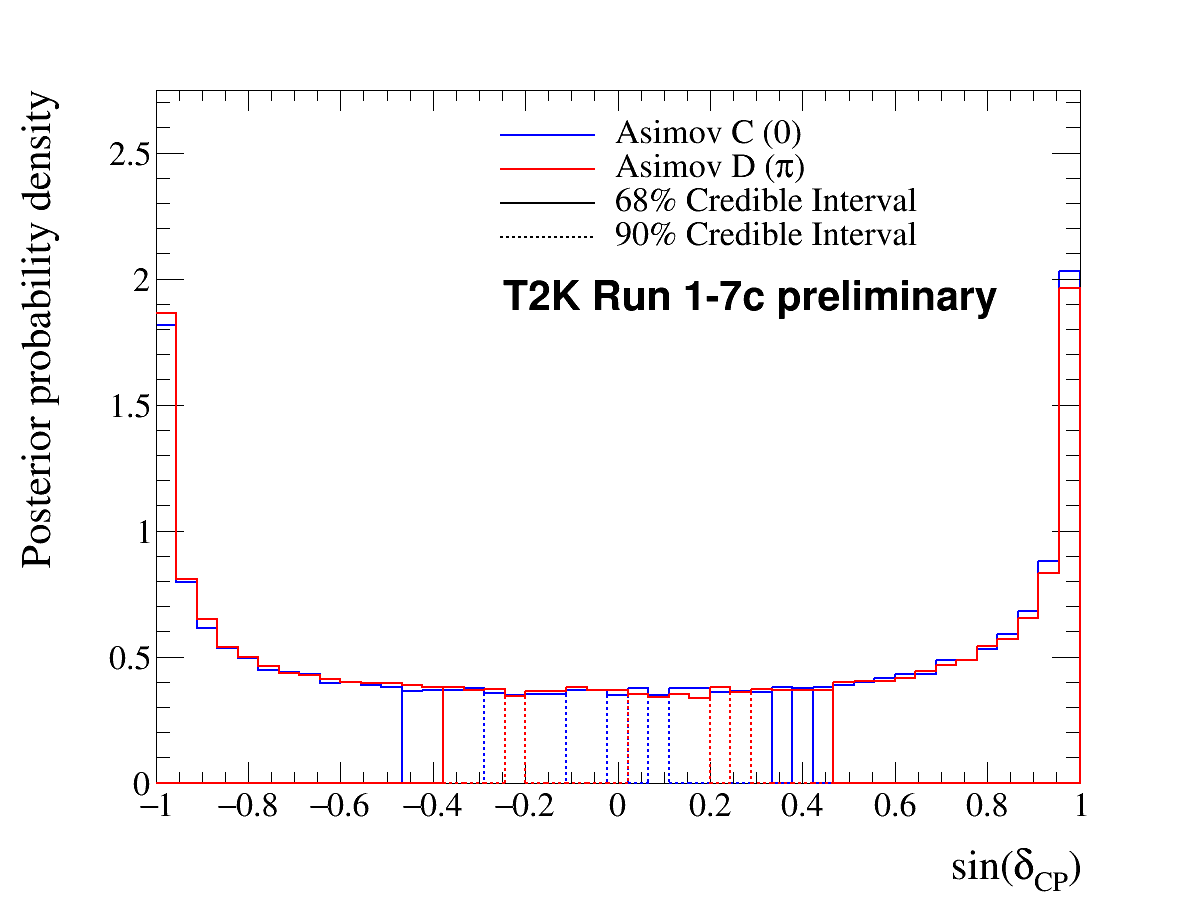 Posterior probability density
Asimov C (0)
Asimov D (π)
68% Credible Interval
90% Credible Interval
T2K Run 1-7c preliminary
2.5
2
1.5
1
0.5
0
−1 −0.8 −0.6 −0.4 −0.2 0 0.2 0.4 0.6 0.8 1
sin(δCP)